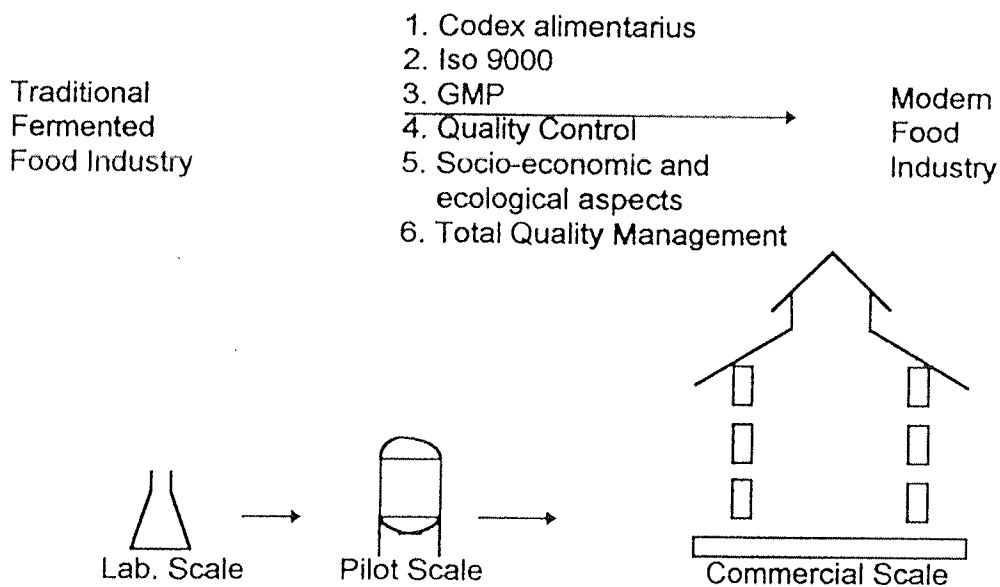 Traditional
Fermented
Food Industry
1. Codex alimentarius
2. Iso 9000
3. GMP
4. Quality Control
5. Socio-economic and
ecological aspects
6. Total Quality Management
Modern
Food
Industry
Lab. Scale
Pilot Scale
Commercial Scale